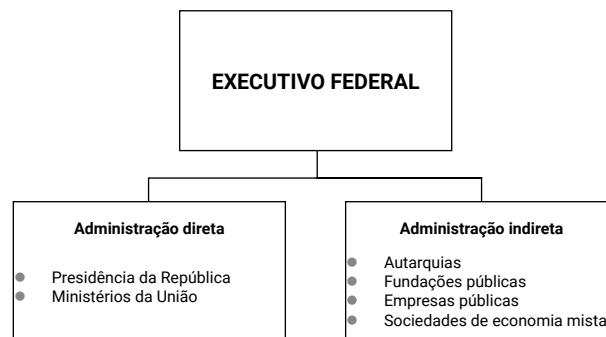 EXECUTIVO FEDERAL
Administração direta
Presidência da República
Ministérios da União
Administração indireta
Autarquias
Fundações públicas
Empresas públicas
Sociedades de economia mista